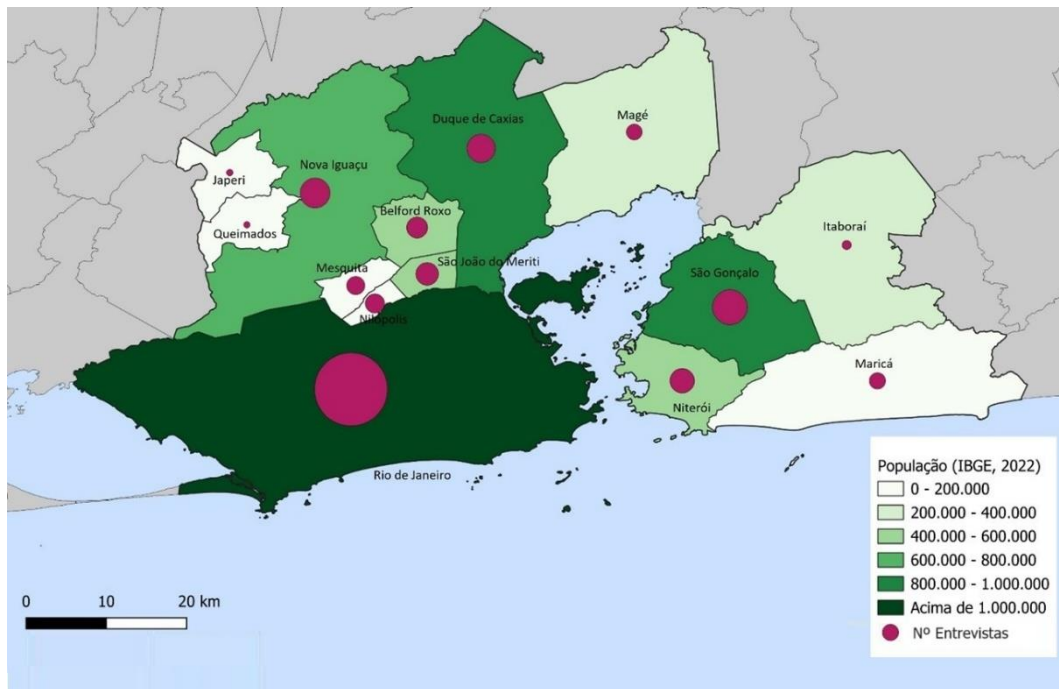 Magé
Duque de Caxias
Nova Iguaçu
Japeri
Belford Roxo
Itaboraí
Queimados
São João do Meriti
Mesquita
São Gonçalo
Nilópolis
Maricá
Niterói
Rio de Janeiro
População (IBGE, 2022)
0 - 200.000
200.000 - 400.000
400.000 - 600.000
600.000 - 800.000
800.000 - 1.000.000
Acima de 1.000.000
Nº Entrevistas
0 10 20 km